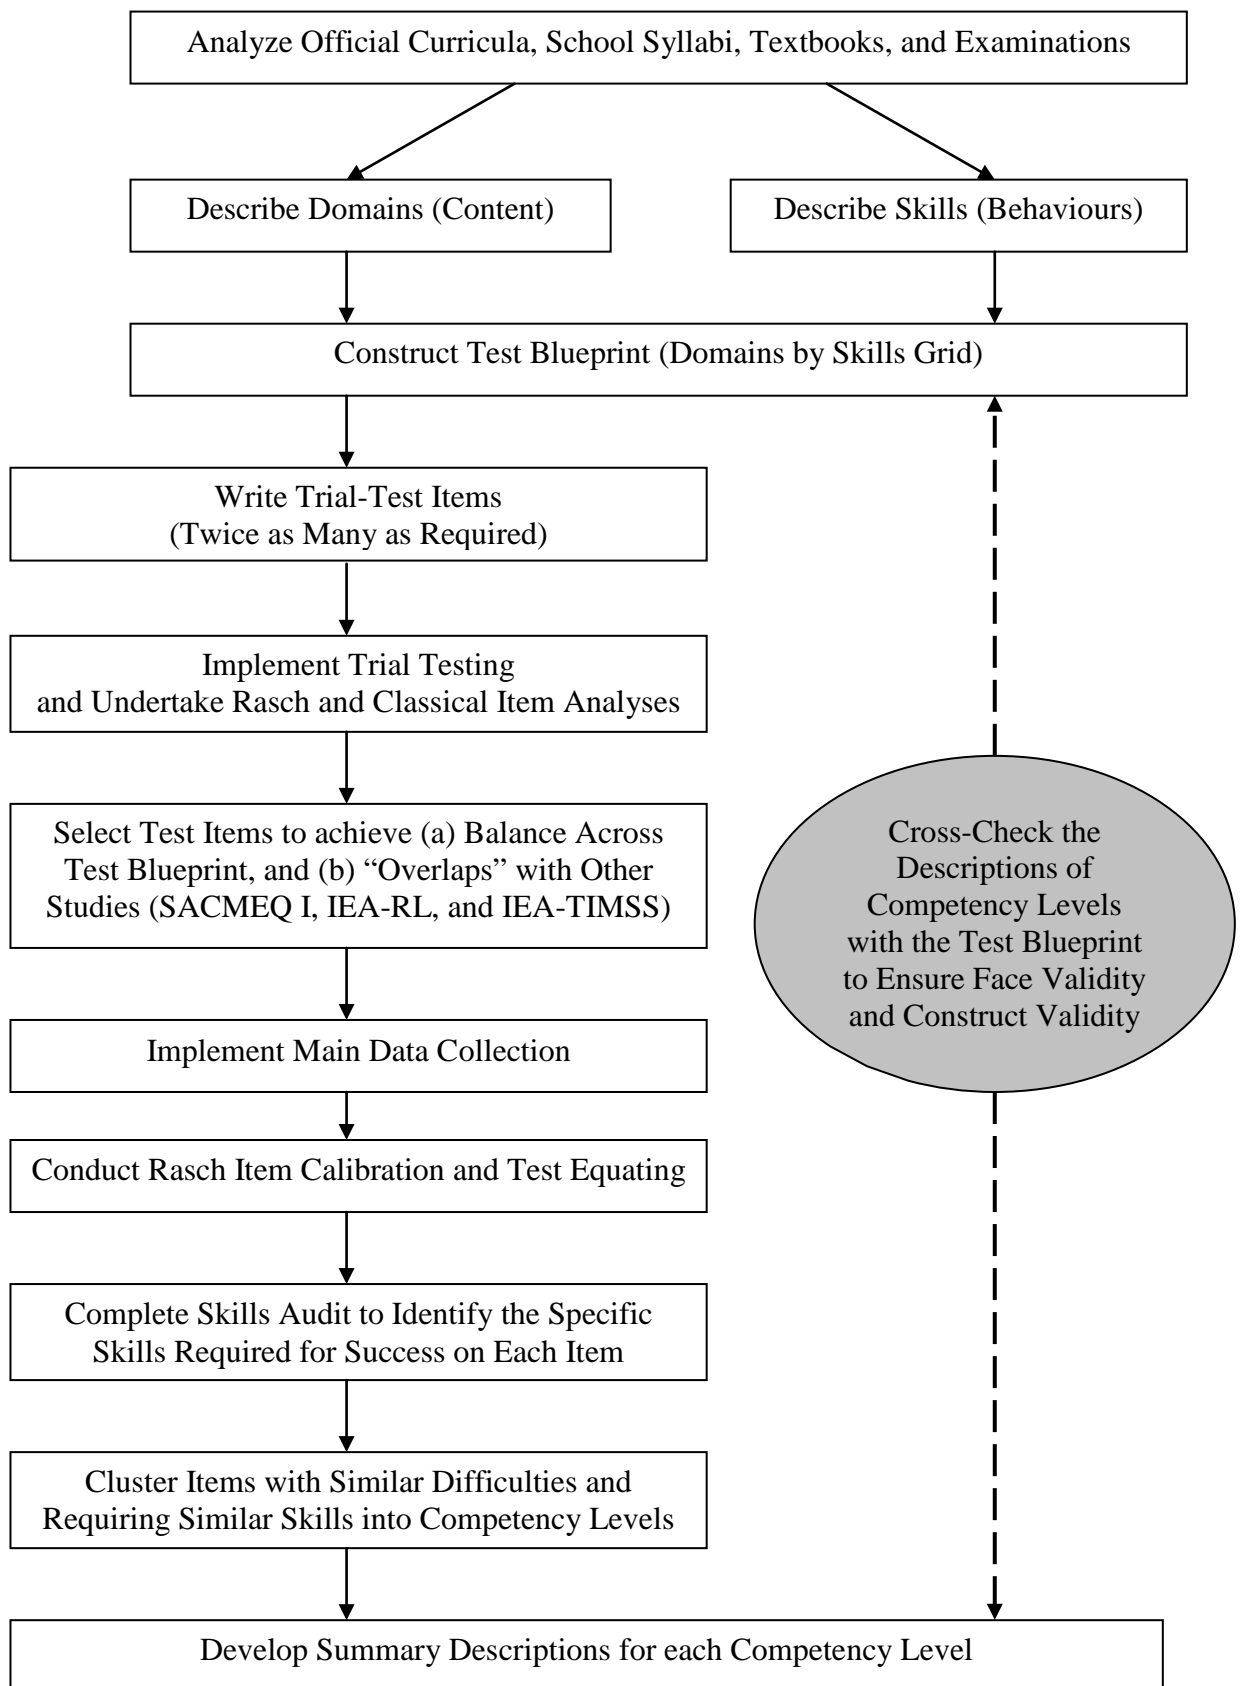 Analyze Official Curricula, School Syllabi, Textbooks, and Examinations
Describe Domains (Content)
Describe Skills (Behaviours)
Construct Test Blueprint (Domains by Skills Grid)
Write Trial-Test Items
(Twice as Many as Required)
Implement Trial Testing
and Undertake Rasch and Classical Item Analyses
Select Test Items to achieve (a) Balance Across
Test Blueprint, and (b) “Overlaps” with Other
Studies (SACMEQ I, IEA-RL, and IEA-TIMSS)
Cross-Check the
Descriptions of
Competency Levels
with the Test Blueprint
to Ensure Face Validity
and Construct Validity
Implement Main Data Collection
Conduct Rasch Item Calibration and Test Equating
Complete Skills Audit to Identify the Specific
Skills Required for Success on Each Item
Cluster Items with Similar Difficulties and
Requiring Similar Skills into Competency Levels
Develop Summary Descriptions for each Competency Level